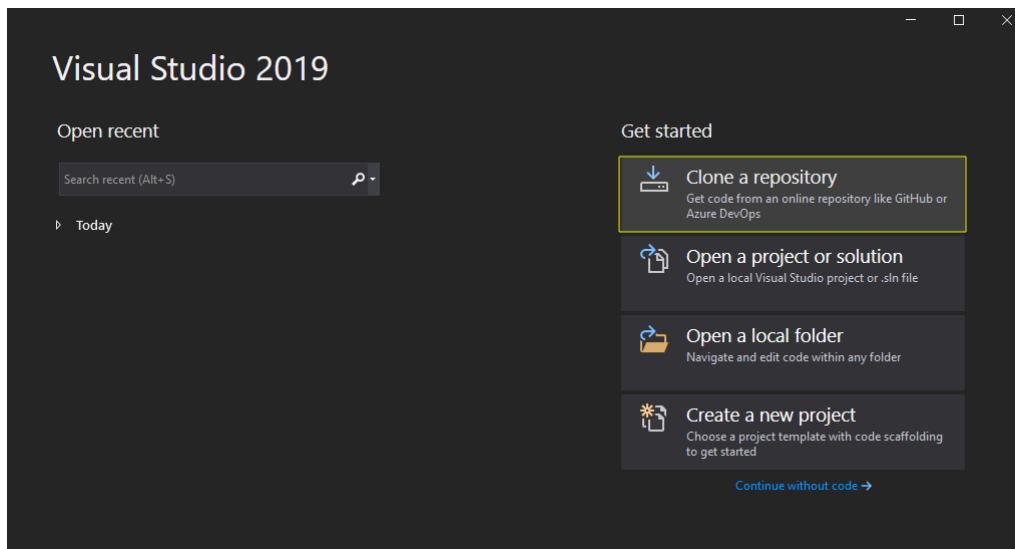 Visual Studio 2019
Open recent
Search recent (Alt+S)
Today
Get started
Clone a repository
Get code from an online repository like GitHub or
Azure DevOps
Open a project or solution
Open a local Visual Studio project or .sln file
Open a local folder
Navigate and edit code within any folder
Create a new project
Choose a project template with code scaffolding
to get started
Continue without code →